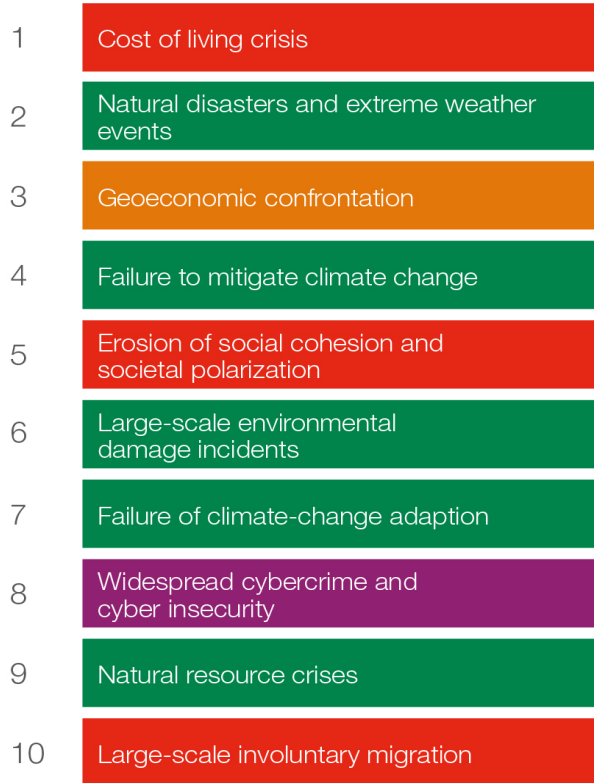 1 Cost of living crisis
2 Natural disasters and extreme weather
events
3 Geoeconomic confrontation
4 Failure to mitigate climate change
5 Erosion of social cohesion and
societal polarization
6 Large-scale environmental
damage incidents
7 Failure of climate-change adaption
8 Widespread cybercrime and
cyber insecurity
9 Natural resource crises
10 Large-scale involuntary migration